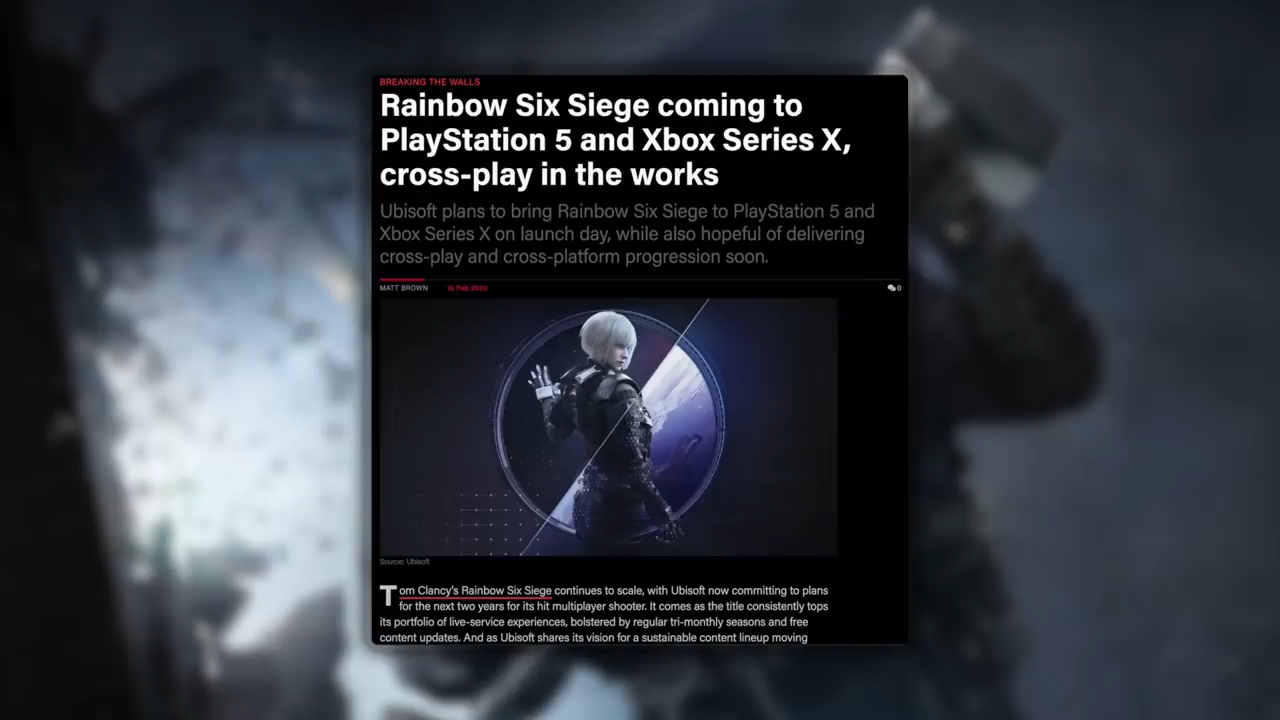 BREAKING THE WALLS
Rainbow Six Siege coming to
PlayStation 5 and Xbox Series X,
cross-play in the works
Ubisoft plans to bring Rainbow Six Siege to PlayStation 5 and
Xbox Series X on launch day, while also hopeful of delivering
cross-play and cross-platform progression soon.
MATT BROWN 16 Feb 2020 0
Source: Ubisoft
Tom Clancy's Rainbow Six Siege continues to scale, with Ubisoft now committing to plans
for the next two years for its hit multiplayer shooter. It comes as the title consistently tops
its portfolio of live-service experiences, bolstered by regular tri-monthly seasons and free
content updates. And as Ubisoft shares its vision for a sustainable content lineup moving